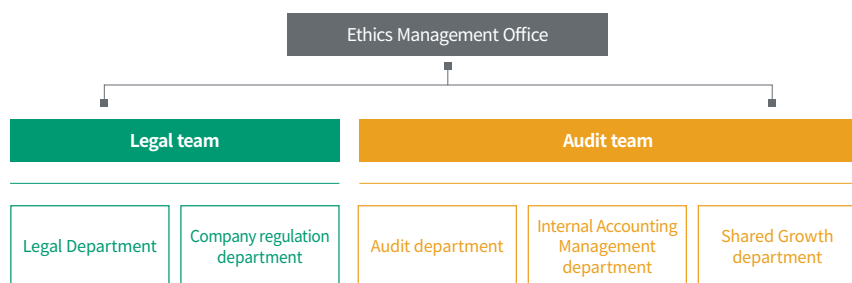 Ethics Management Office
Legal team
Audit team
Legal Department
Company regulation
department
Audit department
Internal Accounting
Management
department
Shared Growth
department